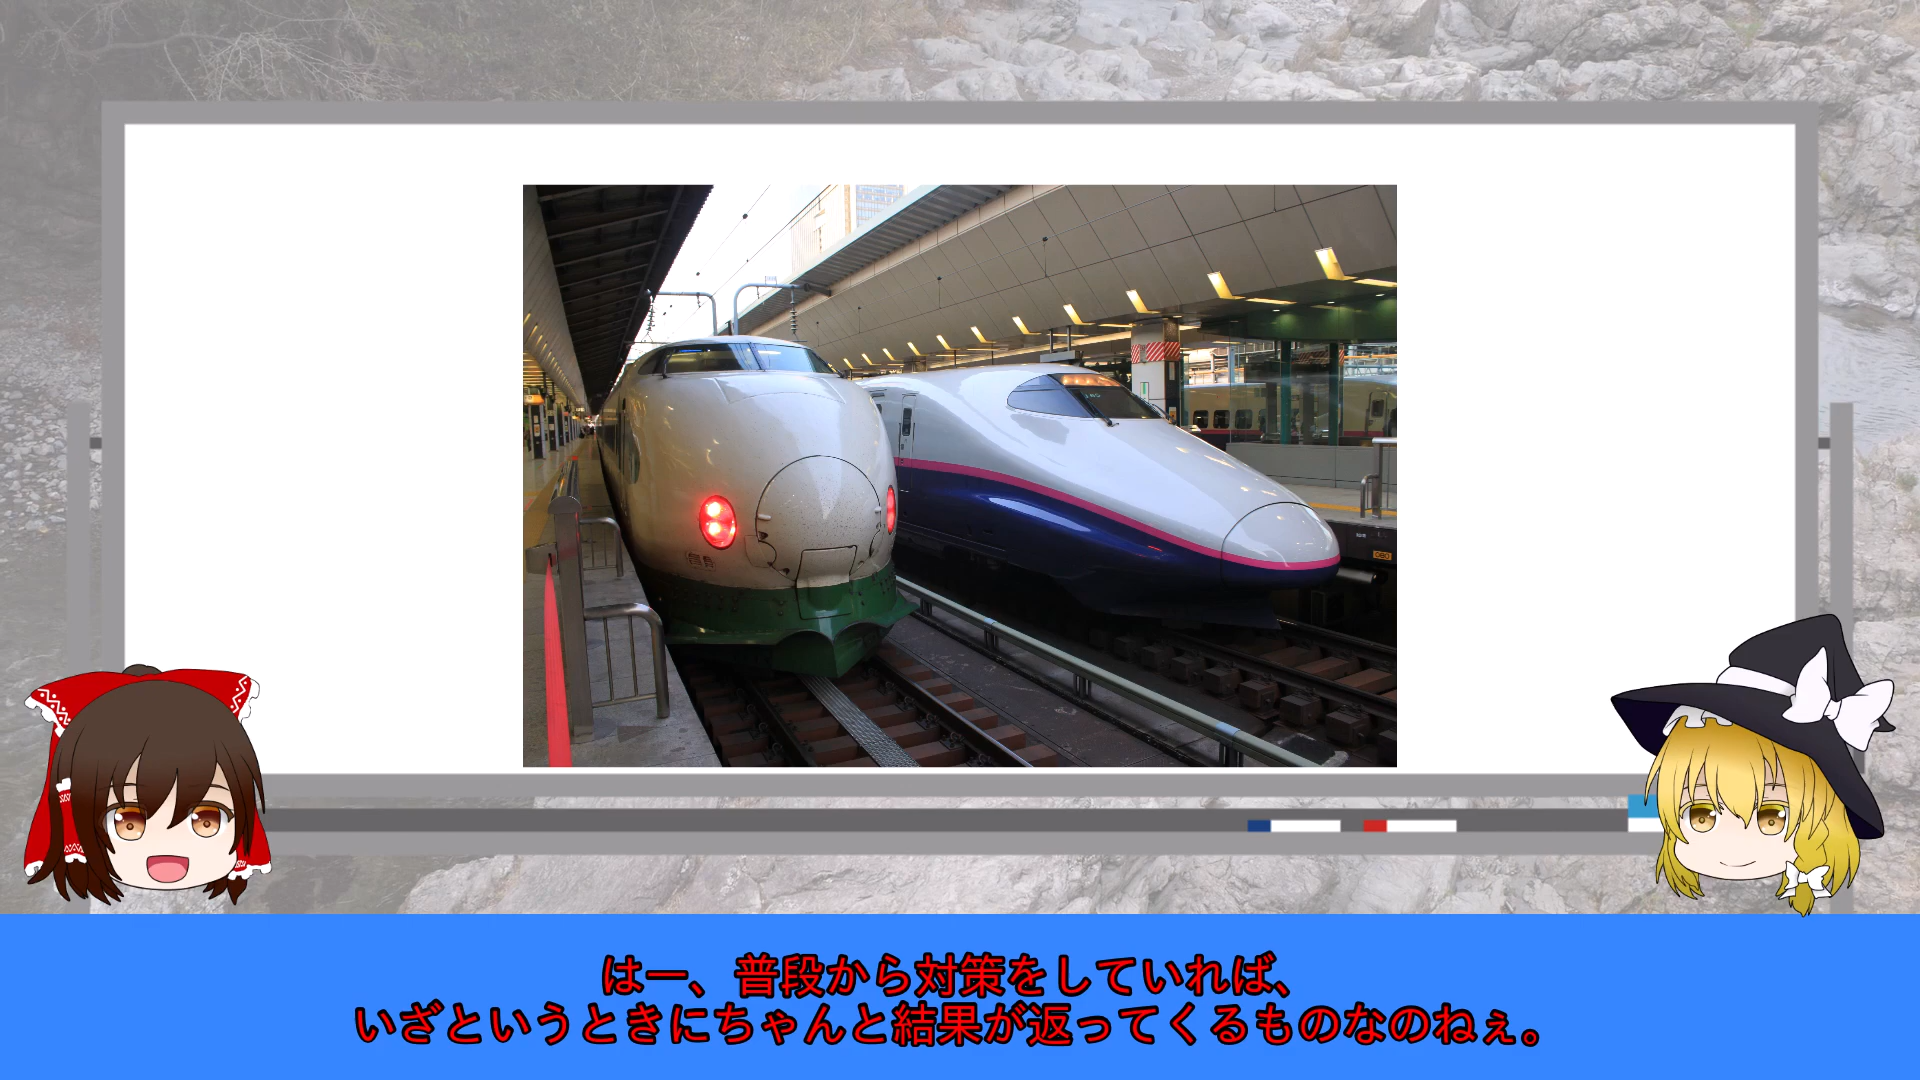 はー、普段から対策をしていれば、
いざというときにちゃんと結果が返ってくるものなのねぇ。